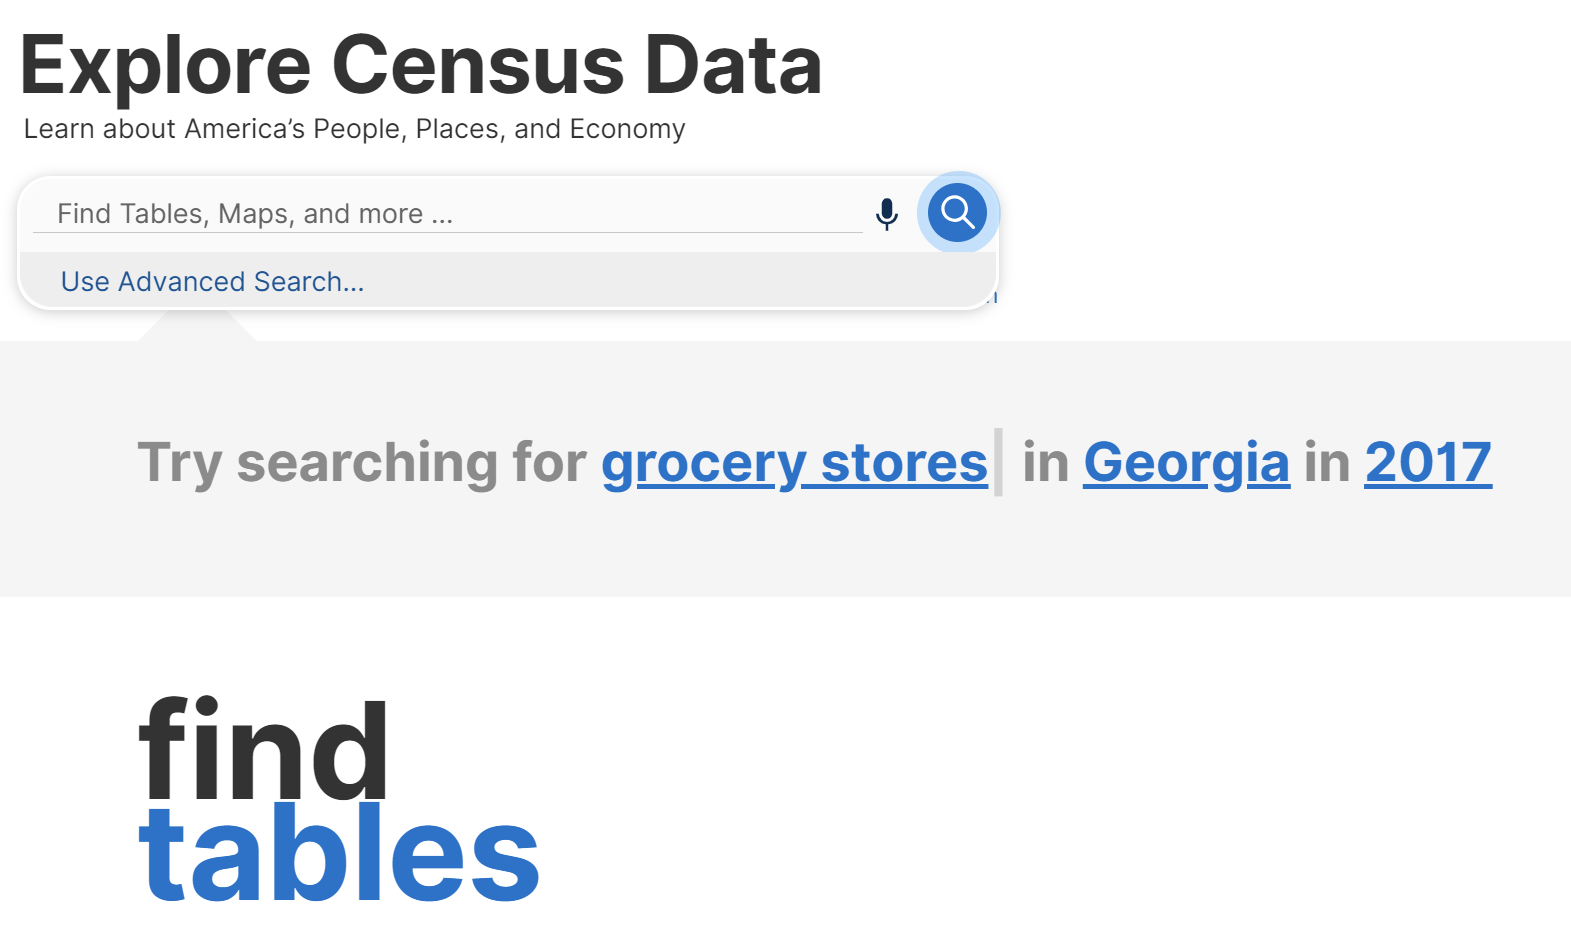 Explore Census Data
Learn about America’s People, Places, and Economy
Find Tables, Maps, and more ...
Use Advanced Search...
Try searching for grocery stores in Georgia in 2017
find
tables